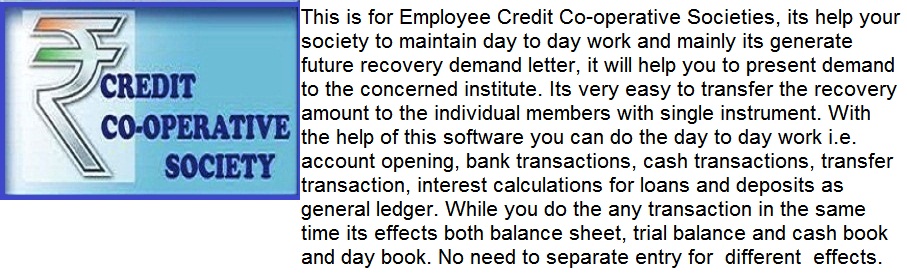 CREDIT
CO-OPERATIVE
SOCIETY
This is for Employee Credit Co-operative Societies, its help your
society to maintain day to day work and mainly its generate
future recovery demand letter, it will help you to present demand
to the concerned institute. Its very easy to transfer the recovery
amount to the individual members with single instrument. With
the help of this software you can do the day to day work i.e.
account opening, bank transactions, cash transactions, transfer
transaction, interest calculations for loans and deposits as
general ledger. While you do the any transaction in the same
time its effects both balance sheet, trial balance and cash book
and day book. No need to separate entry for  different  effects.